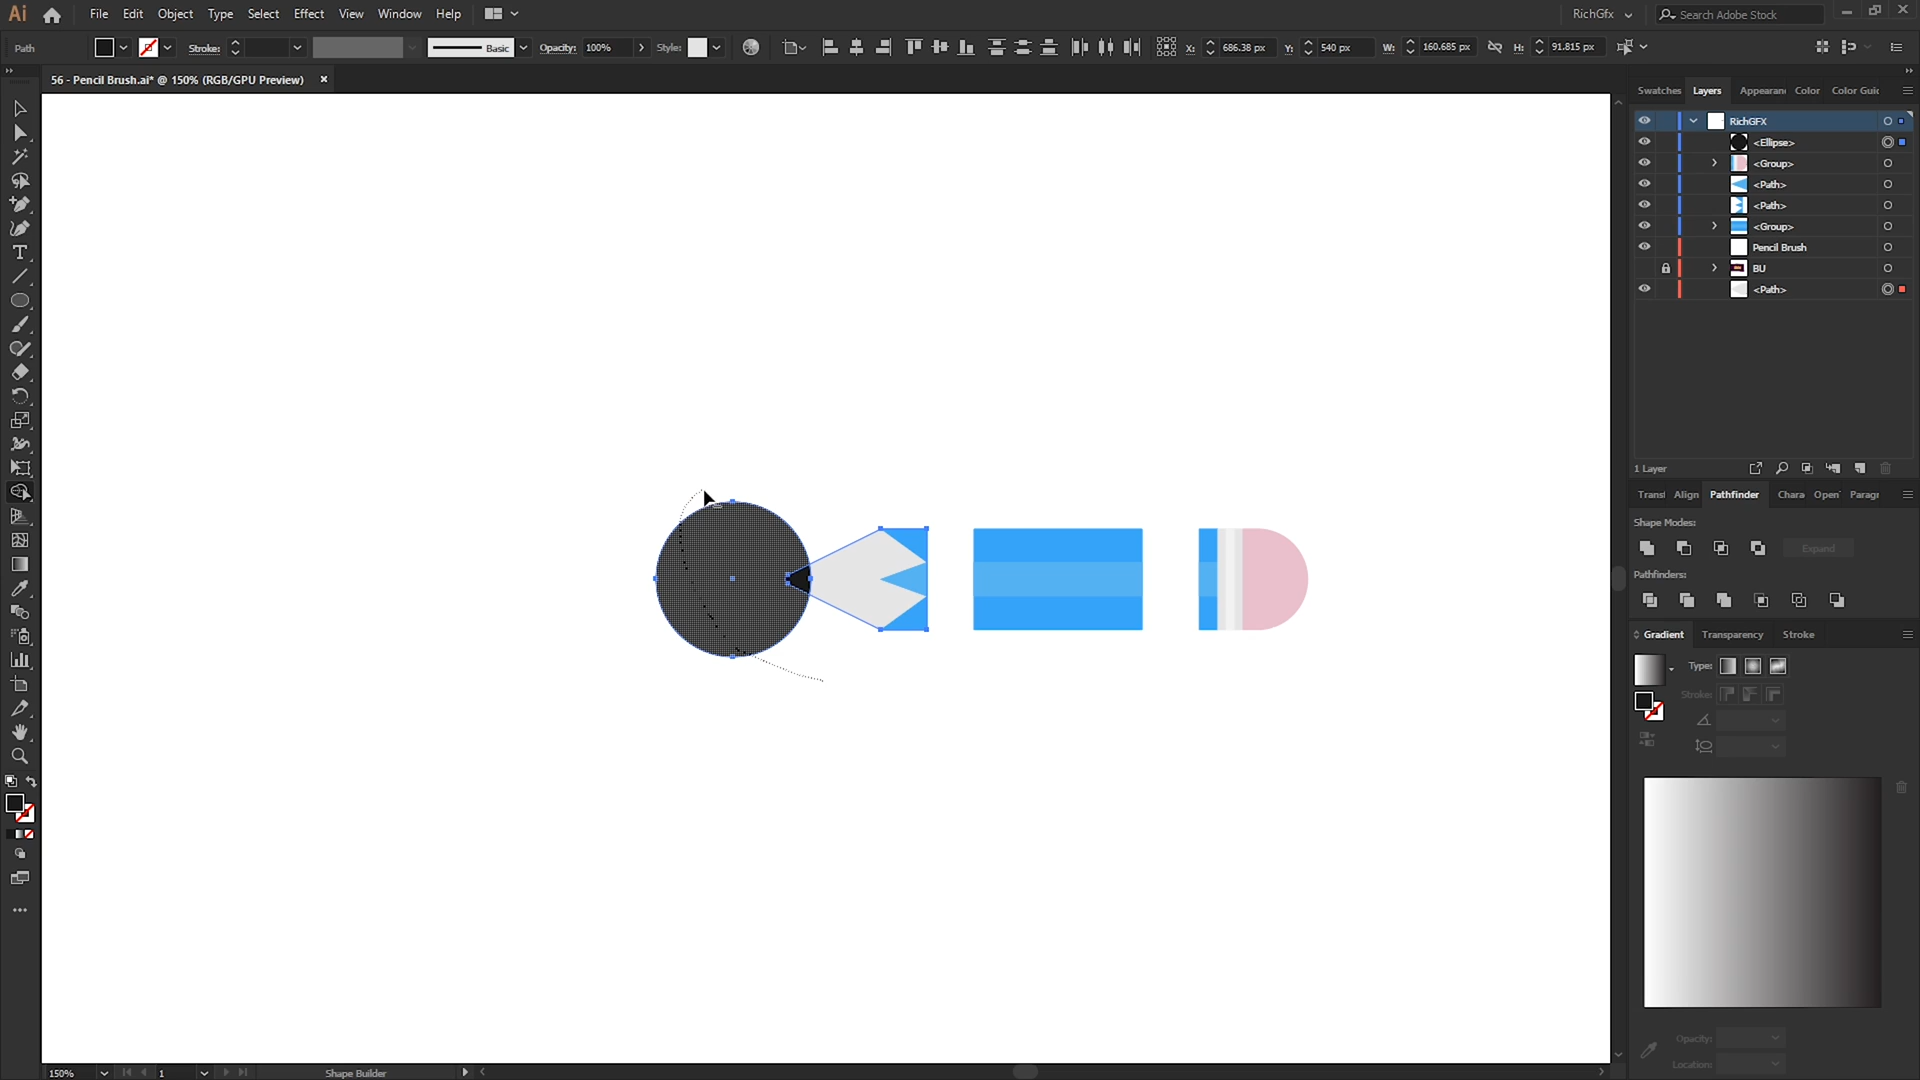 Ai File Edit Object Type Select Effect View Window Help RichGfx Search Adobe Stock
Path Stroke: Basic Opacity: 100% Style: X: 686.38 px Y: 540 px W: 160.685 px H: 91.815 px
56 - Pencil Brush.ai* @ 150% (RGB/GPU Preview)
Swatches Layers Appearan Color Color Guid
RichGFX
<Ellipse>
<Group>
<Path>
<Path>
<Group>
Pencil Brush
BU
<Path>
1 Layer
Transf Align Pathfinder Chara Open Paragr
Shape Modes:
Expand
Pathfinders:
Gradient Transparency Stroke
Type:
Stroke:
Opacity:
Location:
150% 1 Shape Builder